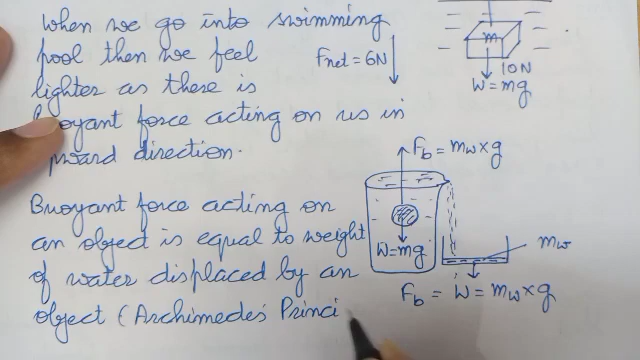 when we go into swimming
pool then we feel
lighter as there is
buoyant force acting on us in
pward direction.
Fnet = 6N
m
10N
W = mg
Buoyant force acting on
an object is equal to weight
of water displaced by an
object (Archimedes Princi
Fb = mw × g
W = mg
mw
Fb = W = mw × g